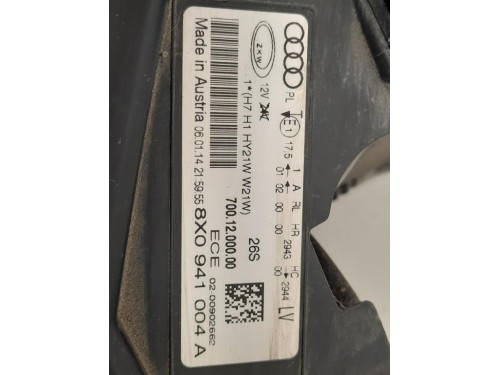 ZKW
PL
E1
17.5
1 A RL HR HC
← ← 2943 → 2944
01 02 00 00 00
LV
12V
1*(H7 H1 HY21W W21W)
26S
700.12.000.00
ECE
02 00902662
Made in Austria 06.01.14 21 59 55 8X0 941 004 A